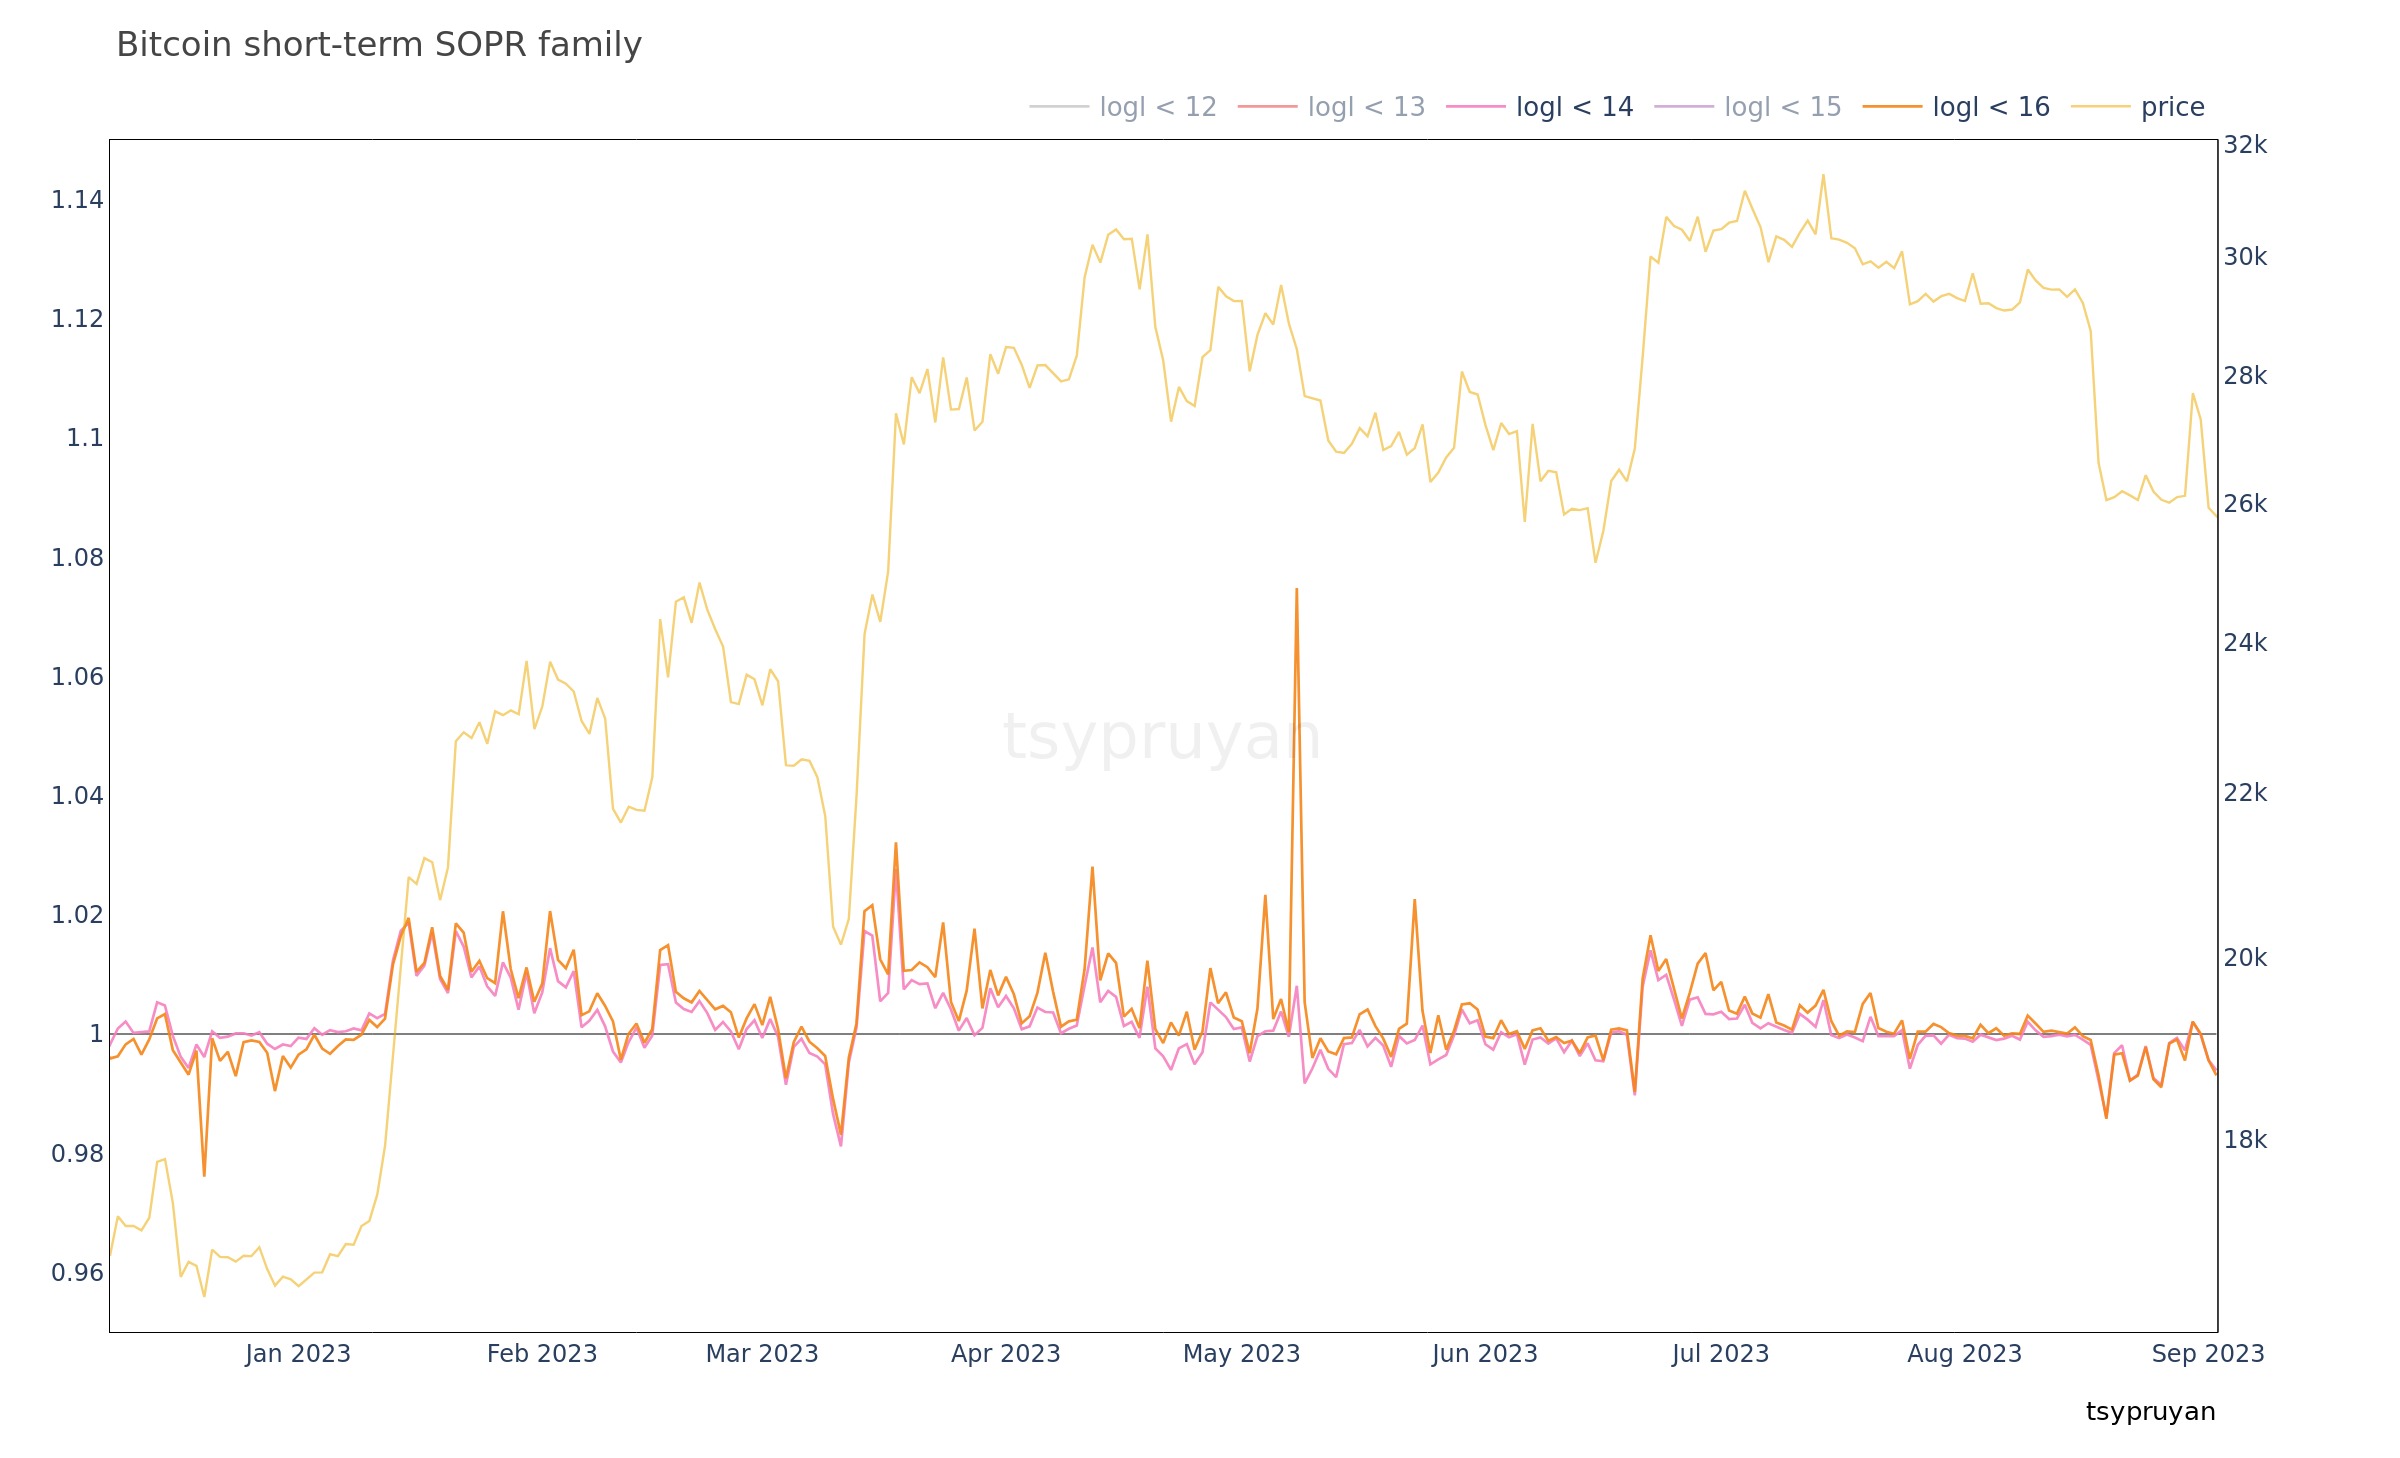 Bitcoin short-term SOPR family
logl < 12 logl < 13 logl < 14 logl < 15 logl < 16 price
32k
1.14
30k
1.12
28k
1.1
26k
1.08
24k
1.06
tsypruyan
22k
1.04
1.02
20k
1
0.98
18k
0.96
Jan 2023 Feb 2023 Mar 2023 Apr 2023 May 2023 Jun 2023 Jul 2023 Aug 2023 Sep 2023
tsypruyan